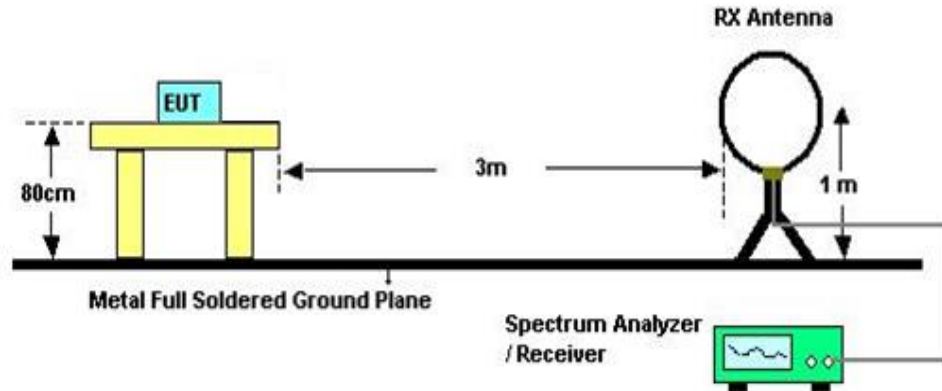 RX Antenna
EUT
80cm
3m
1 m
Metal Full Soldered Ground Plane
Spectrum Analyzer
/ Receiver